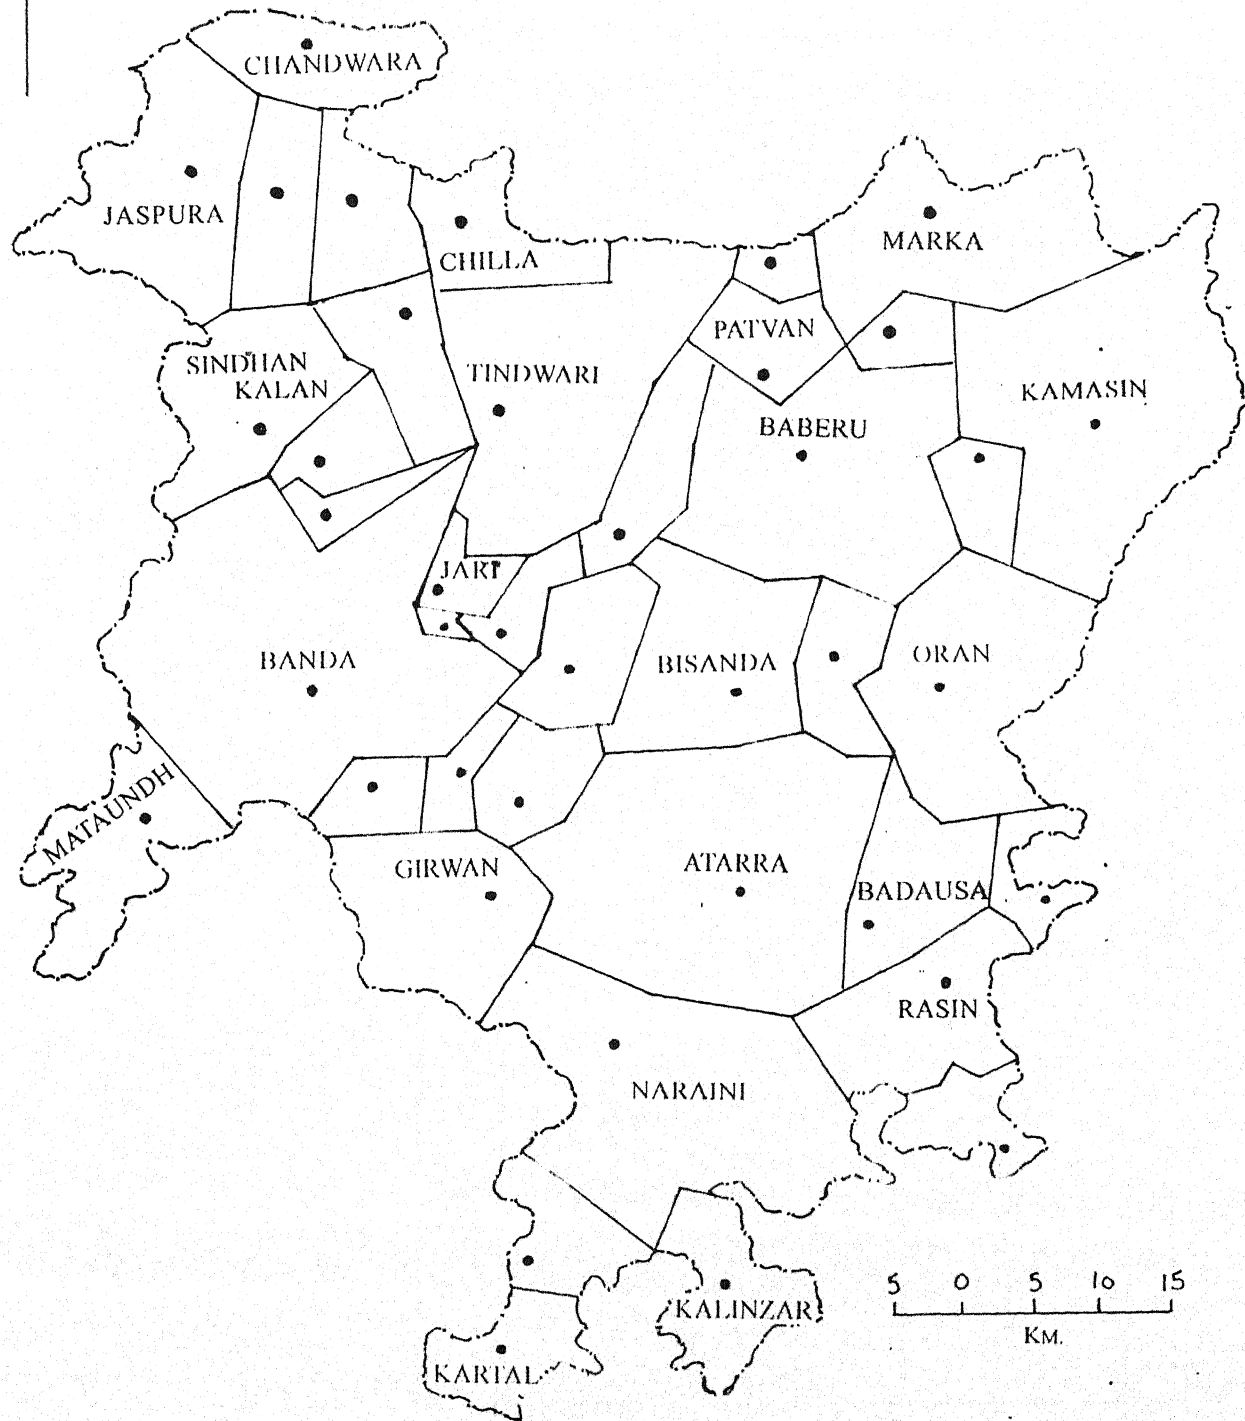 CHANDWARA
JASPURA
CHILLA
MARKA
PATVAN
SINDHAN
KALAN
TINDWARI
KAMASIN
BABERU
JARI
BANDA
BISANDA
ORAN
MATAUNDH
GIRWAN
ATARRA
BADAUSA
RASIN
NARAINI
KALINZAR
KARTAL
5 0 5 10 15
KM.